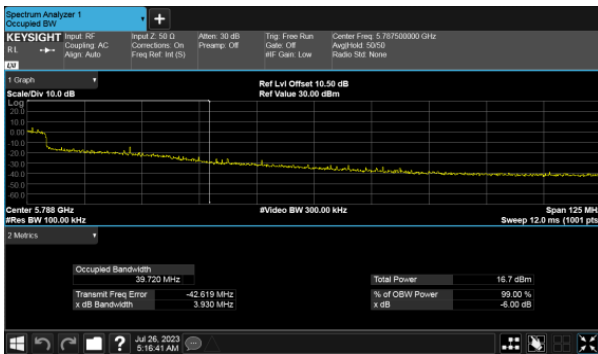 Spectrum Analyzer 1
Occupied BW
+
KEYSIGHT Input: RF Input Z: 50 Ω Atten: 30 dB Trig: Free Run Center Freq: 5.787500000 GHz
RL Coupling: AC Corrections: On Preamp: Off Gate: Off Avg|Hold: 50/50
Align: Auto Freq Ref: Int (S) #IF Gain: Low Radio Std: None
LXI
1 Graph
Ref Lvl Offset 10.50 dB
Scale/Div 10.0 dB Ref Value 30.00 dBm
Log
20.0
10.0
0.00
-10.0
-20.0
-30.0
-40.0
-50.0
-60.0
Center 5.788 GHz #Video BW 300.00 kHz Span 125 MHz
#Res BW 100.00 kHz Sweep 12.0 ms (1001 pts
2 Metrics
Occupied Bandwidth
39.720 MHz Total Power 16.7 dBm
Transmit Freq Error -42.619 MHz % of OBW Power 99.00 %
x dB Bandwidth 3.930 MHz x dB -6.00 dB
? Jul 26, 2023
5:16:41 AM